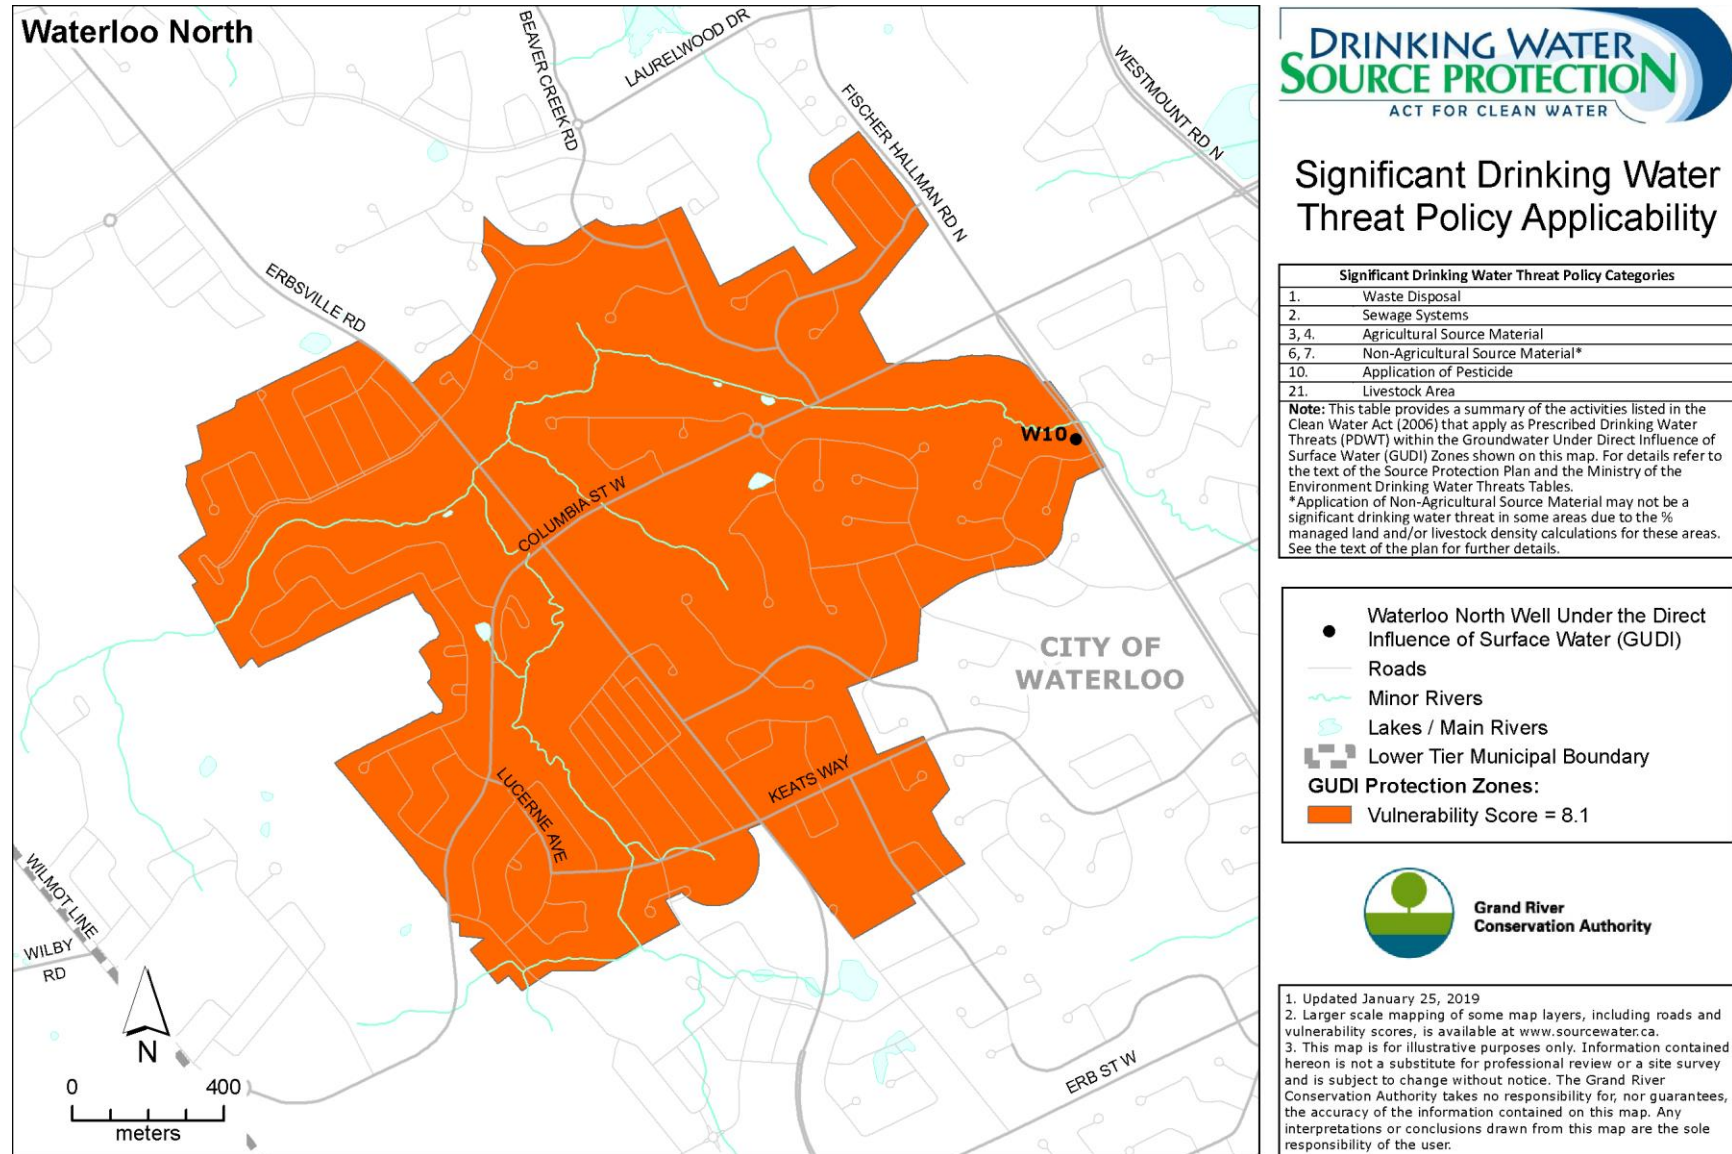 Waterloo North
BEAVER CREEK RD
LAURELWOOD DR
FISCHER HALLMAN RD N
WESTMOUNT RD N
ERBSVILLE RD
W10
COLUMBIA ST W
CITY OF
WATERLOO
KEATS WAY
LUCERNE AVE
WILMOT LINE
WILBY
RD
ERB ST W
N
0 400
meters
DRINKING WATER
SOURCE PROTECTION
ACT FOR CLEAN WATER
Significant Drinking Water
Threat Policy Applicability
Significant Drinking Water Threat Policy Categories
1. Waste Disposal
2. Sewage Systems
3, 4. Agricultural Source Material
6, 7. Non-Agricultural Source Material*
10. Application of Pesticide
21. Livestock Area
Note: This table provides a summary of the activities listed in the
Clean Water Act (2006) that apply as Prescribed Drinking Water
Threats (PDWT) within the Groundwater Under Direct Influence of
Surface Water (GUDI) Zones shown on this map. For details refer to
the text of the Source Protection Plan and the Ministry of the
Environment Drinking Water Threats Tables.
*Application of Non-Agricultural Source Material may not be a
significant drinking water threat in some areas due to the %
managed land and/or livestock density calculations for these areas.
See the text of the plan for further details.
Waterloo North Well Under the Direct
Influence of Surface Water (GUDI)
Roads
Minor Rivers
Lakes / Main Rivers
Lower Tier Municipal Boundary
GUDI Protection Zones:
Vulnerability Score = 8.1
Grand River
Conservation Authority
1. Updated January 25, 2019
2. Larger scale mapping of some map layers, including roads and
vulnerability scores, is available at www.sourcewater.ca.
3. This map is for illustrative purposes only. Information contained
hereon is not a substitute for professional review or a site survey
and is subject to change without notice. The Grand River
Conservation Authority takes no responsibility for, nor guarantees,
the accuracy of the information contained on this map. Any
interpretations or conclusions drawn from this map are the sole
responsibility of the user.